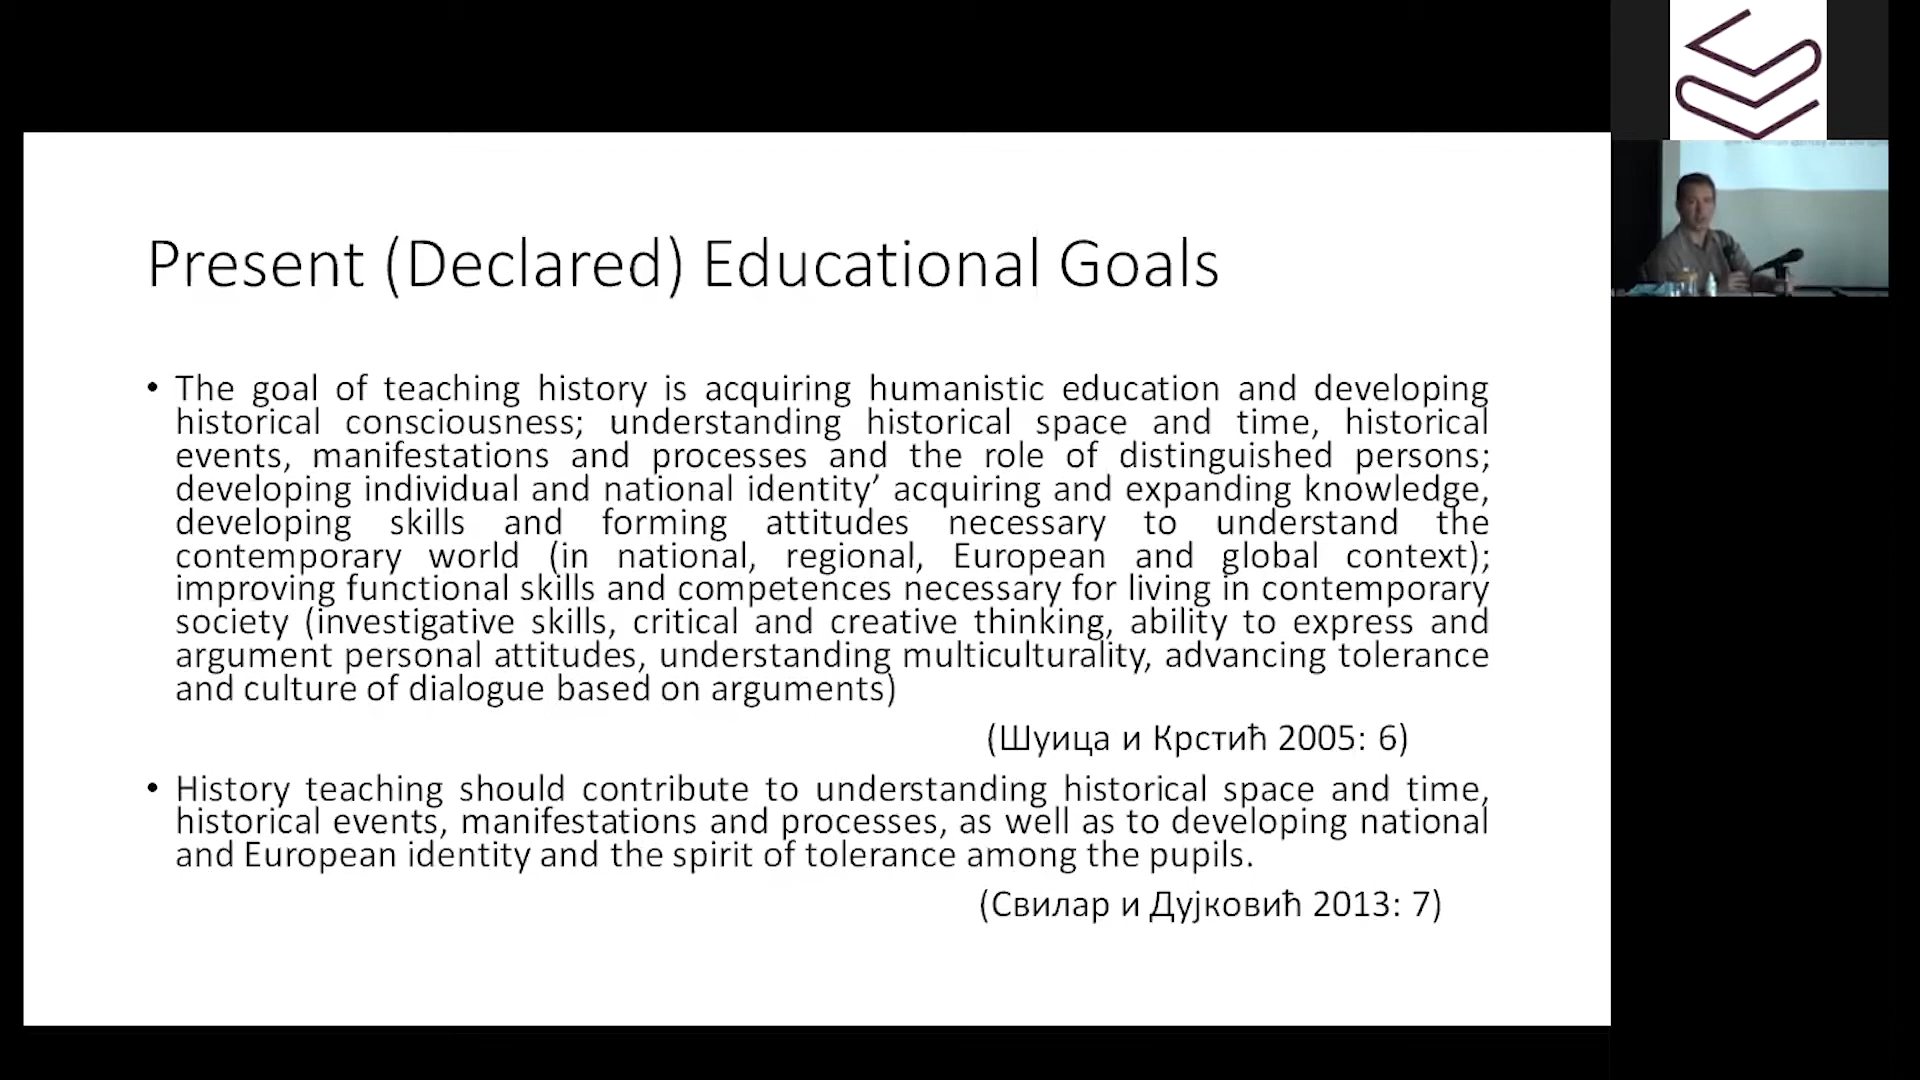 Present (Declared) Educational Goals
• The goal of teaching history is acquiring humanistic education and developing
historical consciousness; understanding historical space and time, historical
events, manifestations and processes and the role of distinguished persons;
developing individual and national identity’ acquiring and expanding knowledge,
developing skills and forming attitudes necessary to understand the
contemporary world (in national, regional, European and global context);
improving functional skills and competences necessary for living in contemporary
society (investigative skills, critical and creative thinking, ability to express and
argument personal attitudes, understanding multiculturality, advancing tolerance
and culture of dialogue based on arguments)
(Шуица и Крстић 2005: 6)
• History teaching should contribute to understanding historical space and time,
historical events, manifestations and processes, as well as to developing national
and European identity and the spirit of tolerance among the pupils.
(Свилар и Дујковић 2013: 7)